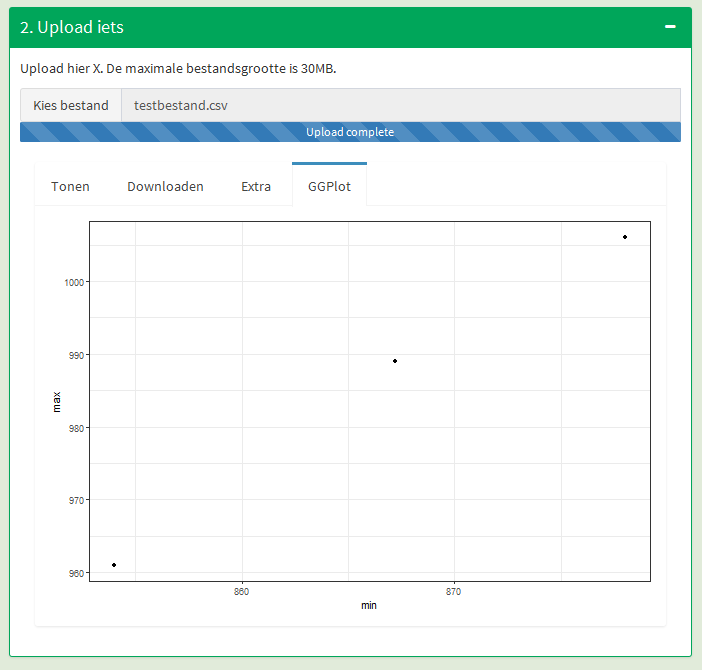 2. Upload iets
Upload hier X. De maximale bestandsgrootte is 30MB.
Kies bestand testbestand.csv
Upload complete
Tonen Downloaden Extra GGPlot
1000
990
max
980
970
960
860 870
min